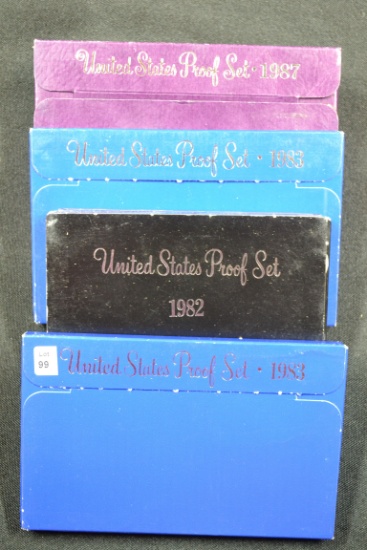 United States Proof Set · 1987
United States Proof Set · 1983
United States Proof Set
1982
Lot
99
United States Proof Set · 1983